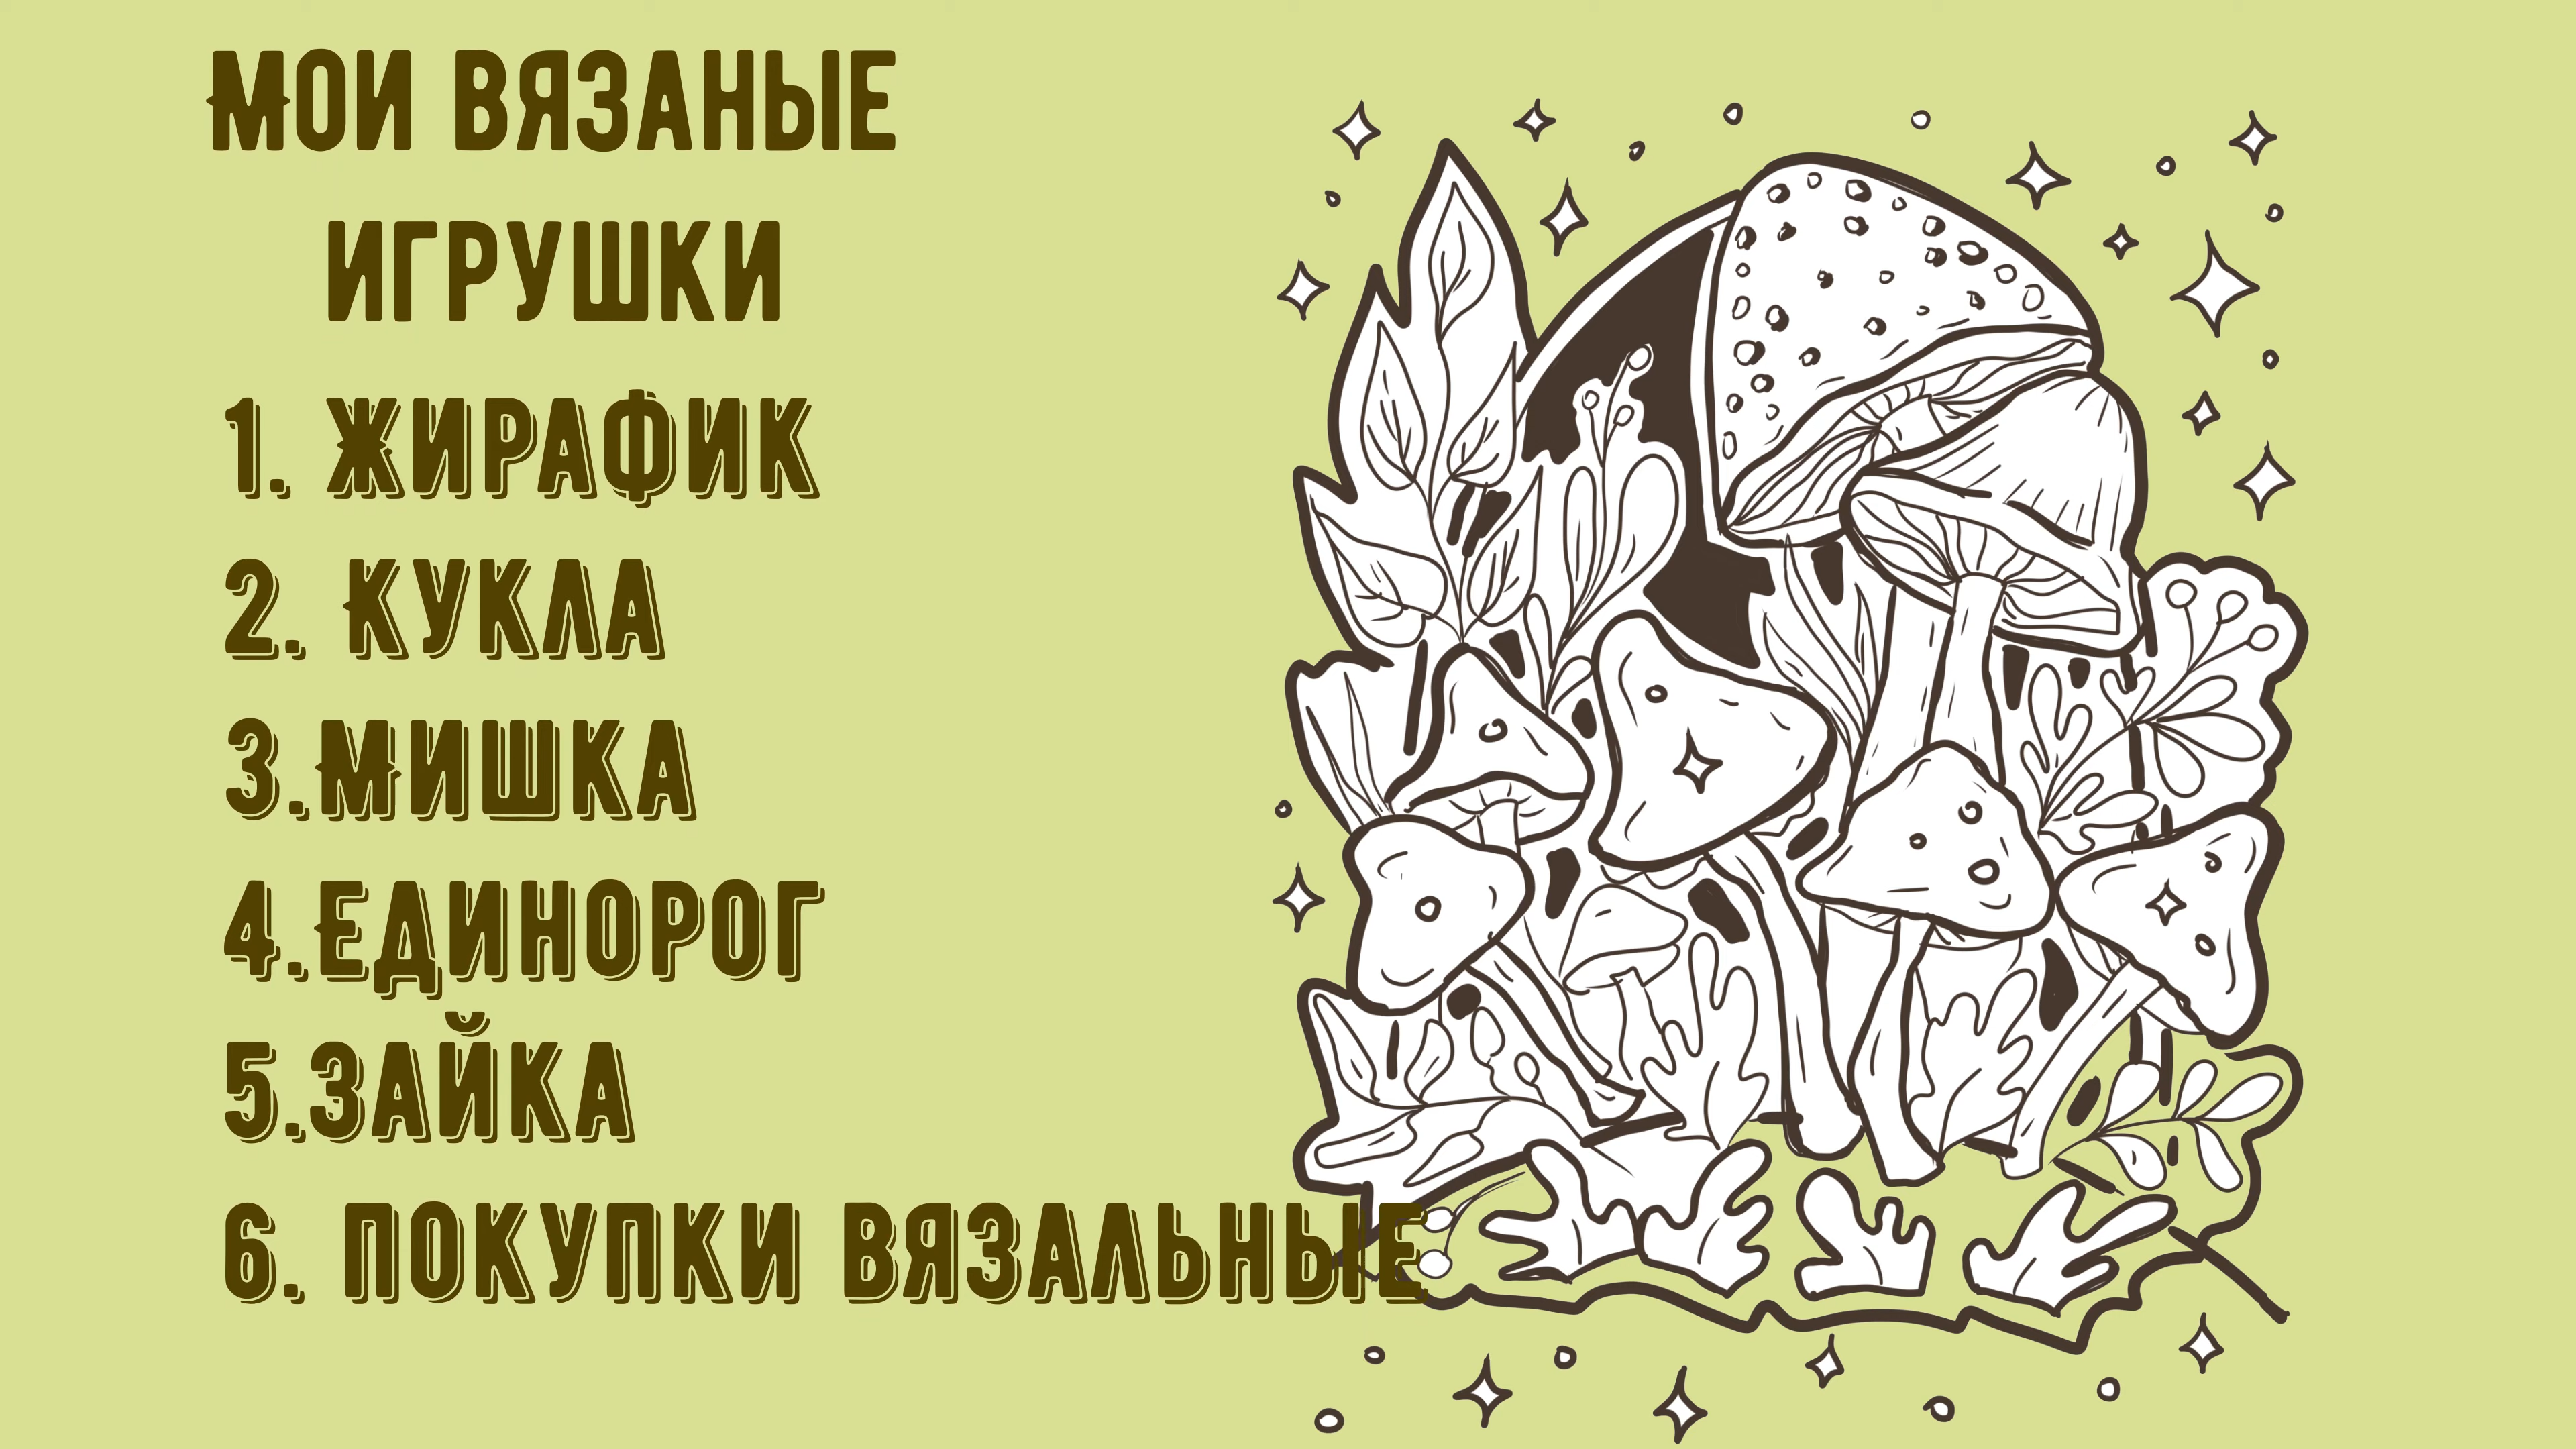 Мои вязаные
игрушки
1. Жирафик
2. Кукла
3.Мишка
4.Единорог
5.Зайка
6. покупки вязальные